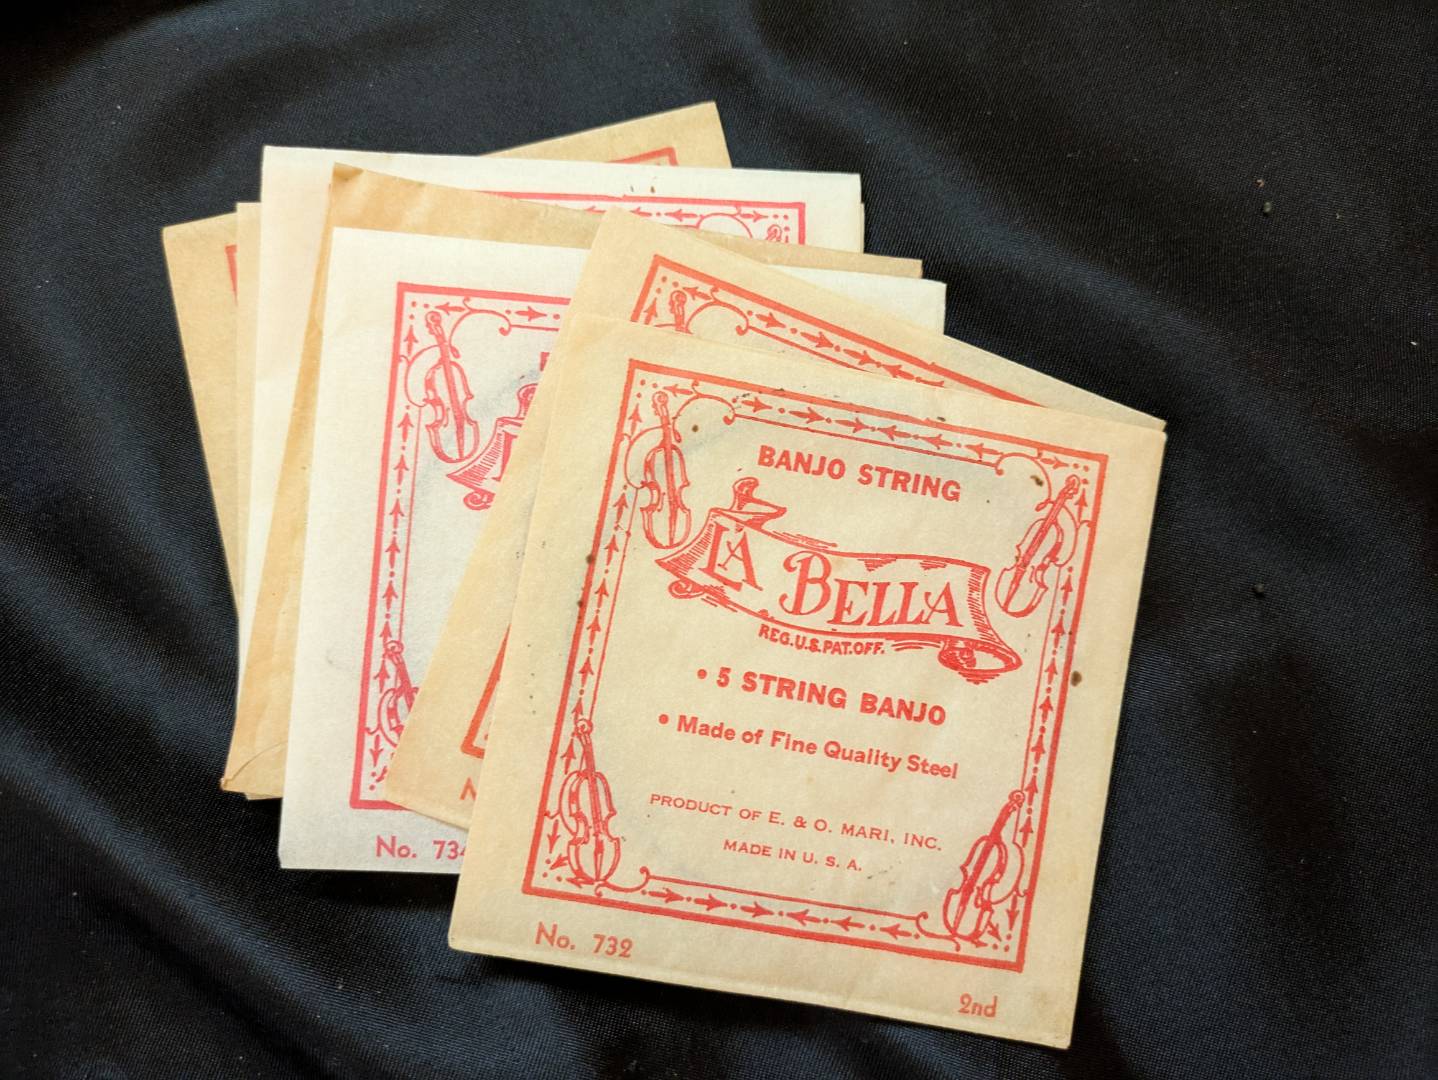 BANJO STRING
LA BELLA
REG.U.S.PAT.OFF.
• 5 STRING BANJO
• Made of Fine Quality Steel
PRODUCT OF E. & O. MARI, INC.
MADE IN U. S. A.
No. 732
2nd
No. 734